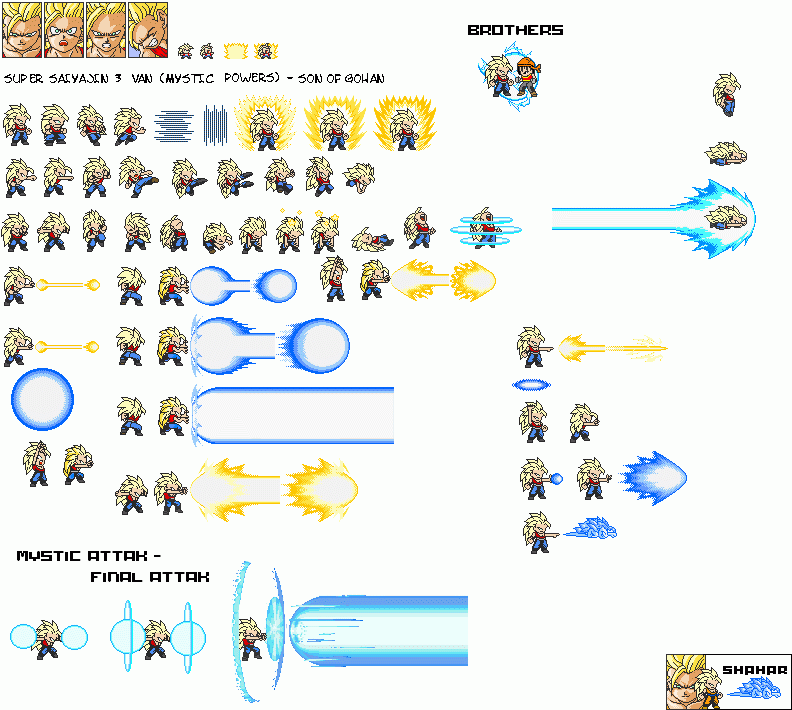 BROTHERS
SUPER SAIYAJIN 3 VAN (MYSTIC POWERS) - SON OF GOHAN
MYSTIC ATTAK -
FINAL ATTAK
SHAHAR